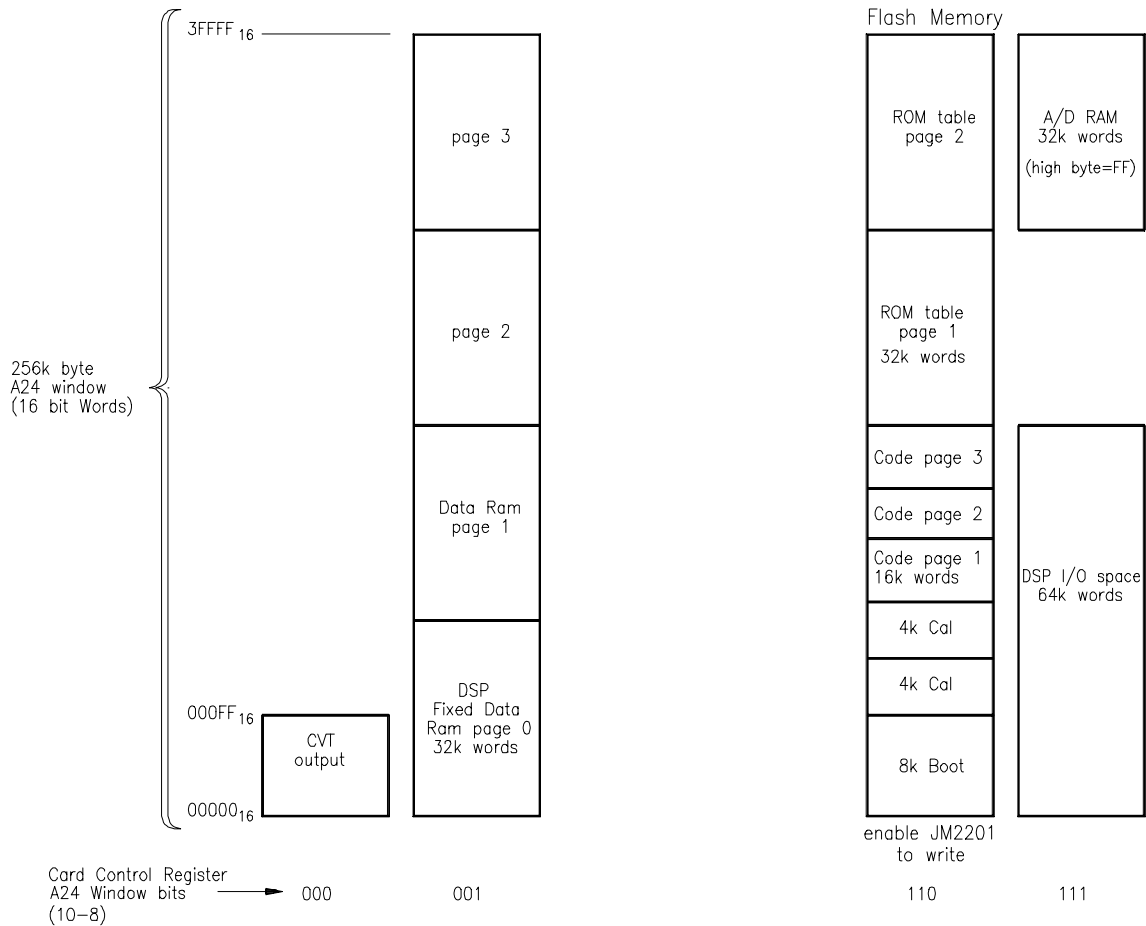 Flash Memory
3FFFF16
page 3
ROM table
page 2
A/D RAM
32k words
(high byte=FF)
page 2
ROM table
page 1
32k words
256k byte
A24 window
(16 bit Words)
Data Ram
page 1
Code page 3
Code page 2
Code page 1
16k words
4k Cal
4k Cal
8k Boot
DSP I/O space
64k words
DSP
Fixed Data
Ram page 0
32k words
000FF16
CVT
output
0000016
enable JM2201
to write
Card Control Register
A24 Window bits
(10-8)
000
001
110
111